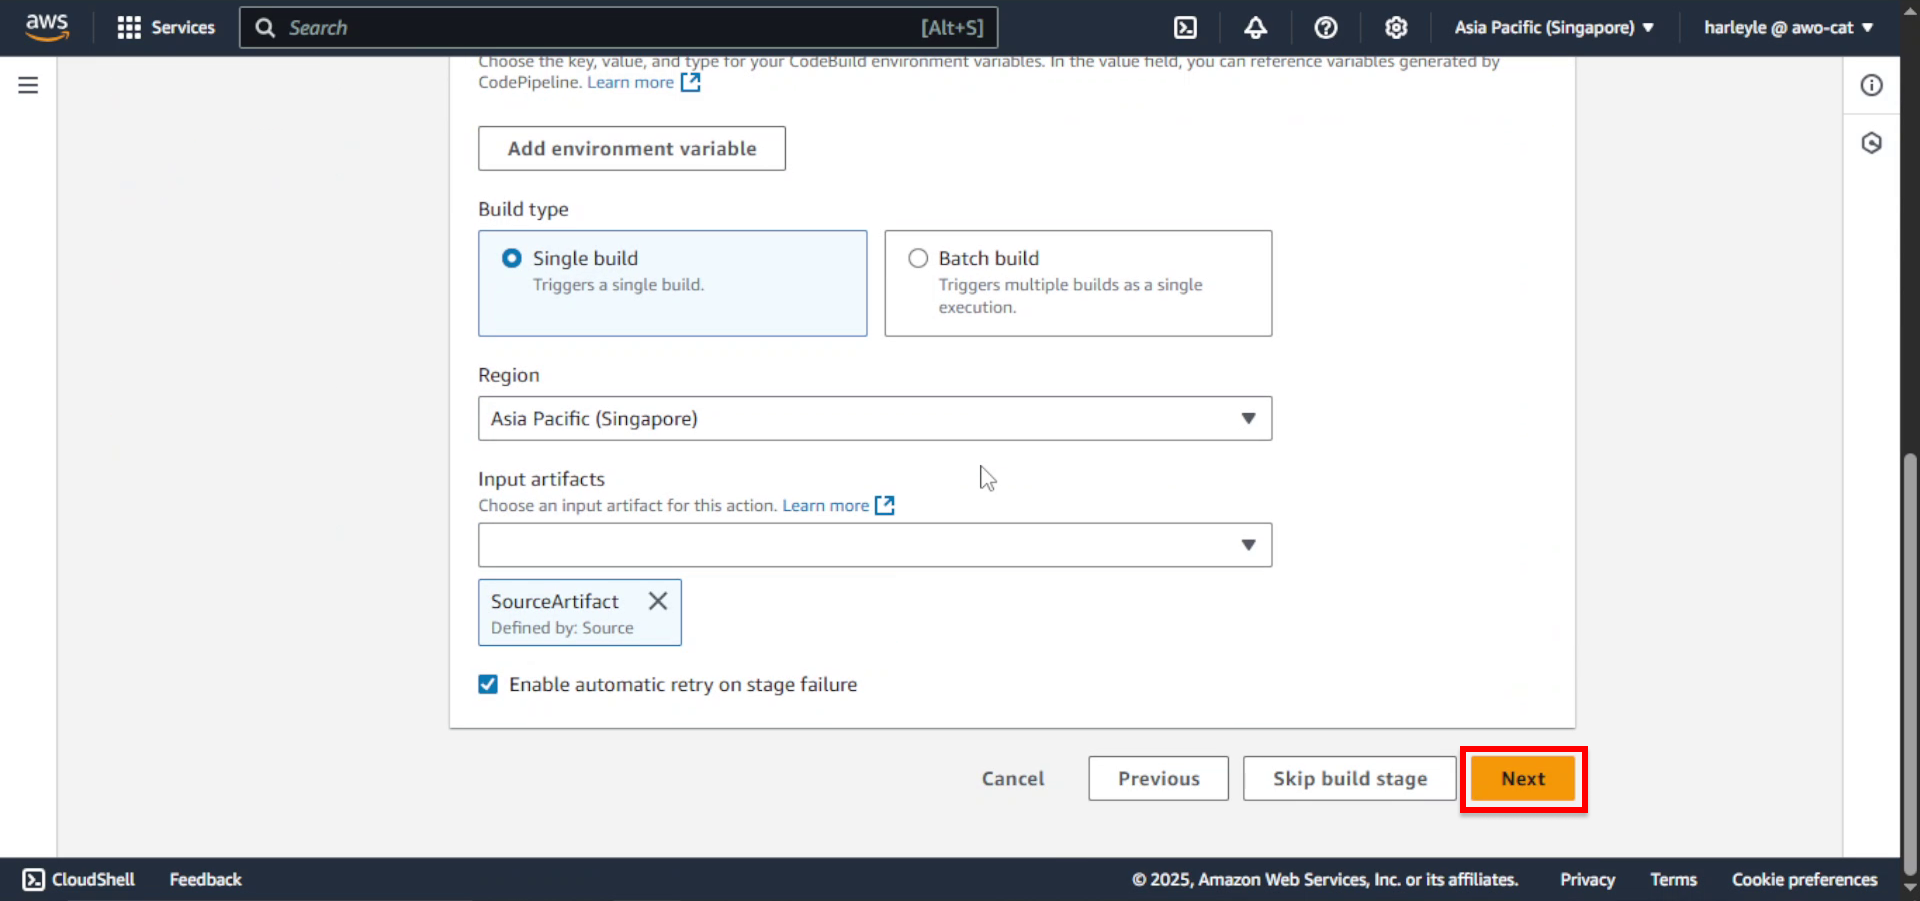 aws
Services
Search
[Alt+S]
Asia Pacific (Singapore)
harleyle @ awo-cat
Choose the key, value, and type for your CodeBuild environment variables. In the value field, you can reference variables generated by
CodePipeline. Learn more
Add environment variable
Build type
Single build
Triggers a single build.
Batch build
Triggers multiple builds as a single
execution.
Region
Asia Pacific (Singapore)
Input artifacts
Choose an input artifact for this action. Learn more
SourceArtifact
Defined by: Source
Enable automatic retry on stage failure
Cancel
Previous
Skip build stage
Next
CloudShell
Feedback
© 2025, Amazon Web Services, Inc. or its affiliates.
Privacy
Terms
Cookie preferences